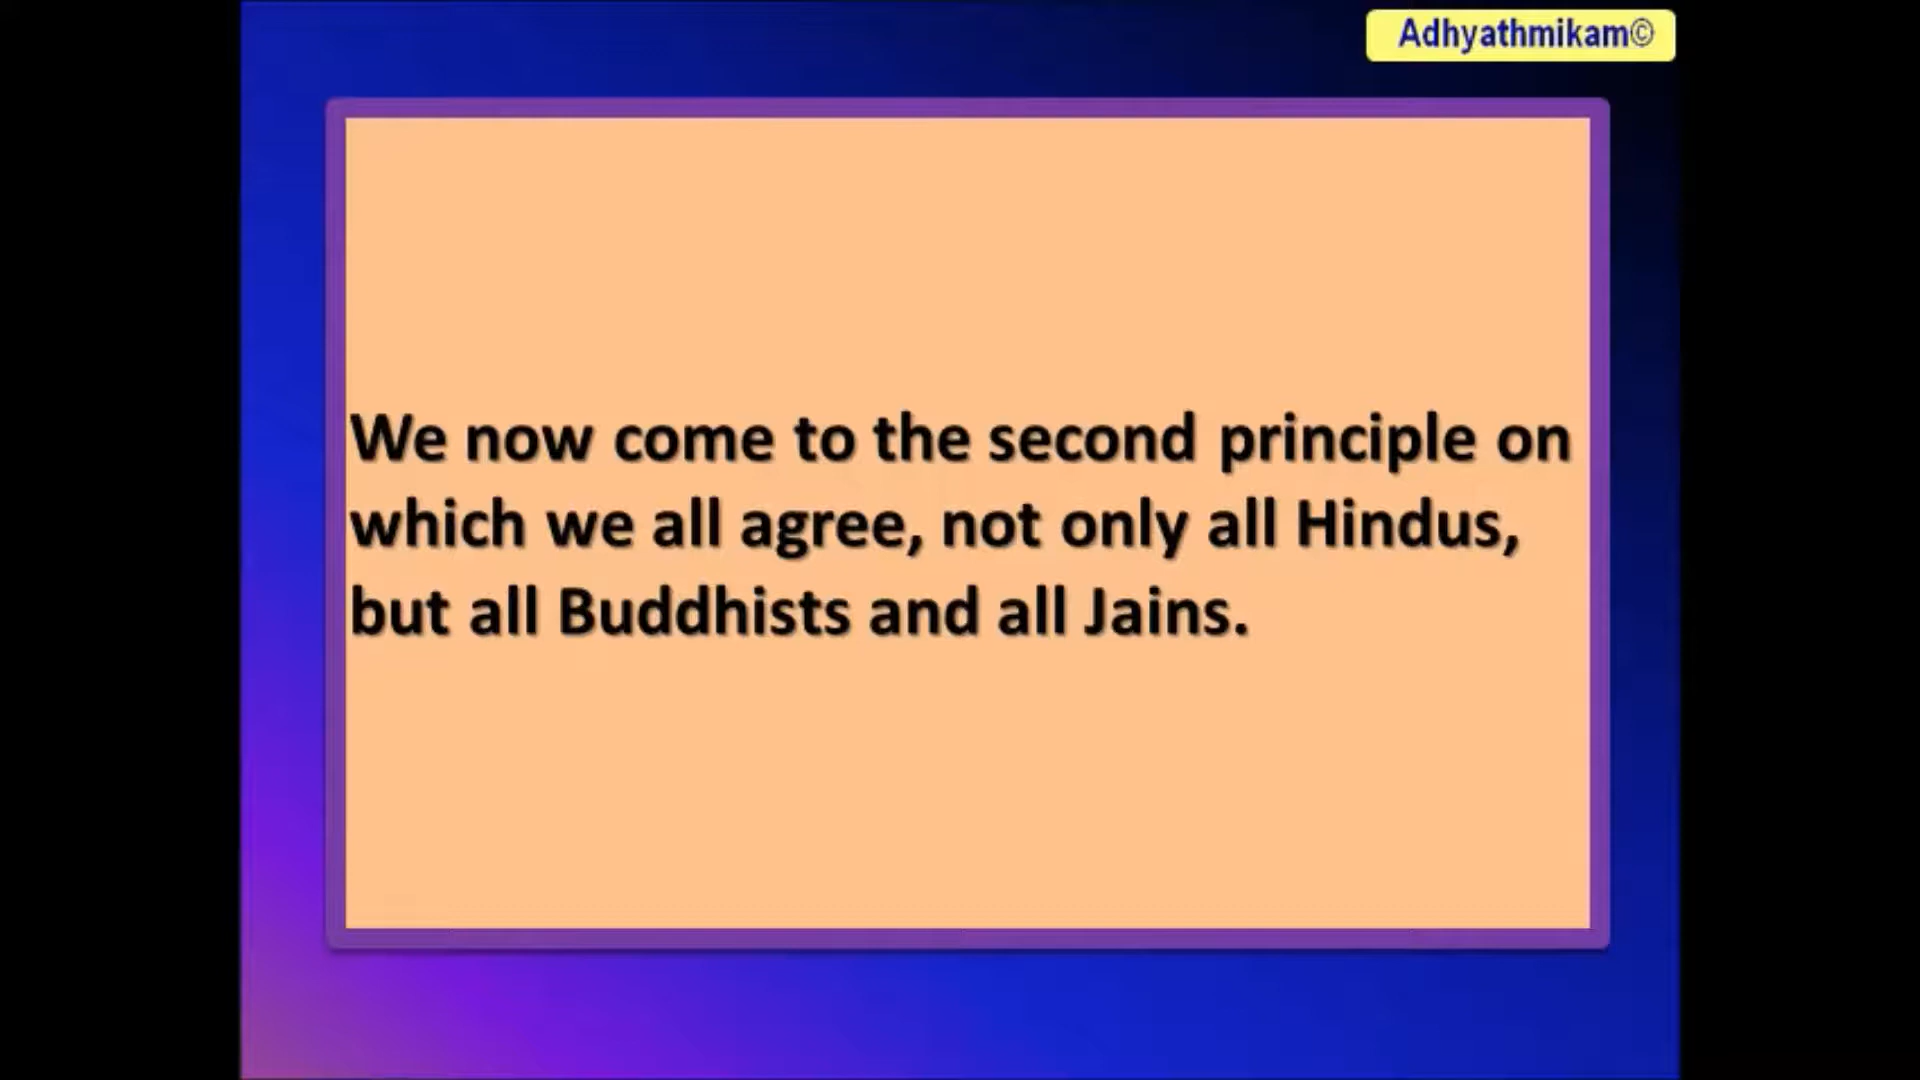 Adhyathmikam©
We now come to the second principle on
which we all agree, not only all Hindus,
but all Buddhists and all Jains.